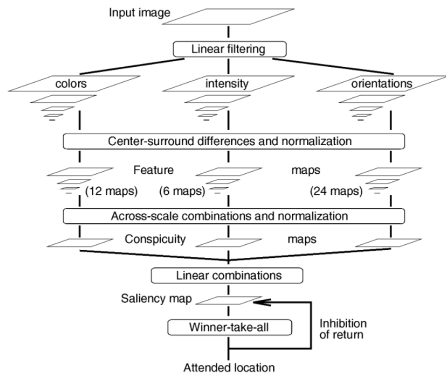 Input image
Linear filtering
colors intensity orientations
Center-surround differences and normalization
Feature maps
(12 maps) (6 maps) (24 maps)
Across-scale combinations and normalization
Conspicuity maps
Linear combinations
Saliency map
Winner-take-all
Inhibition
of return
Attended location